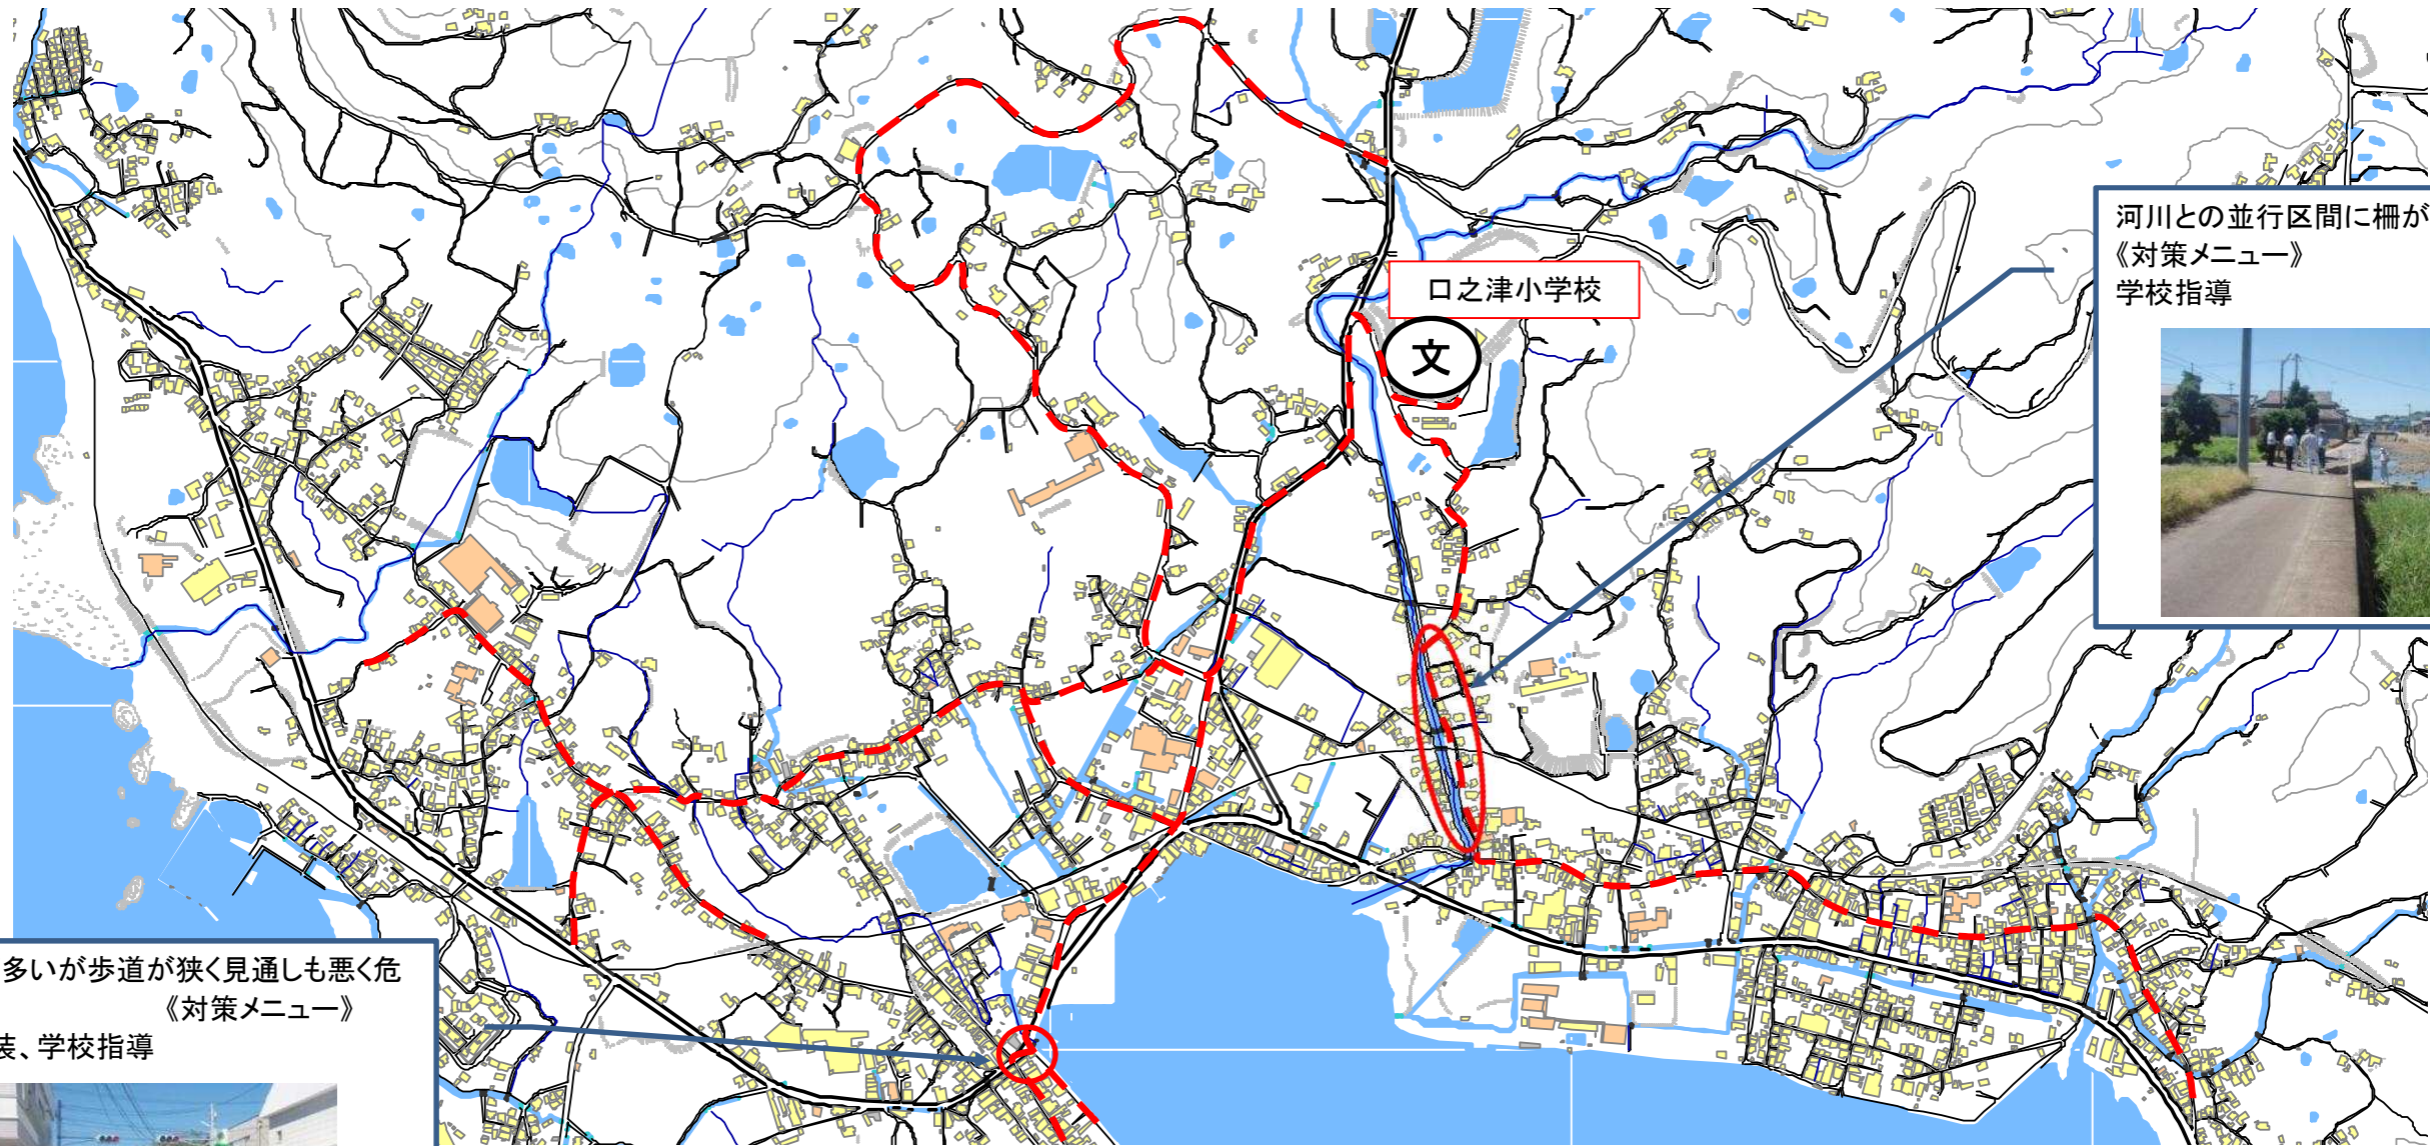 口之津小学校
文
河川との並行区間に柵が
《対策メニュー》
学校指導
多いが歩道が狭く見通しも悪く危
《対策メニュー》
装、学校指導